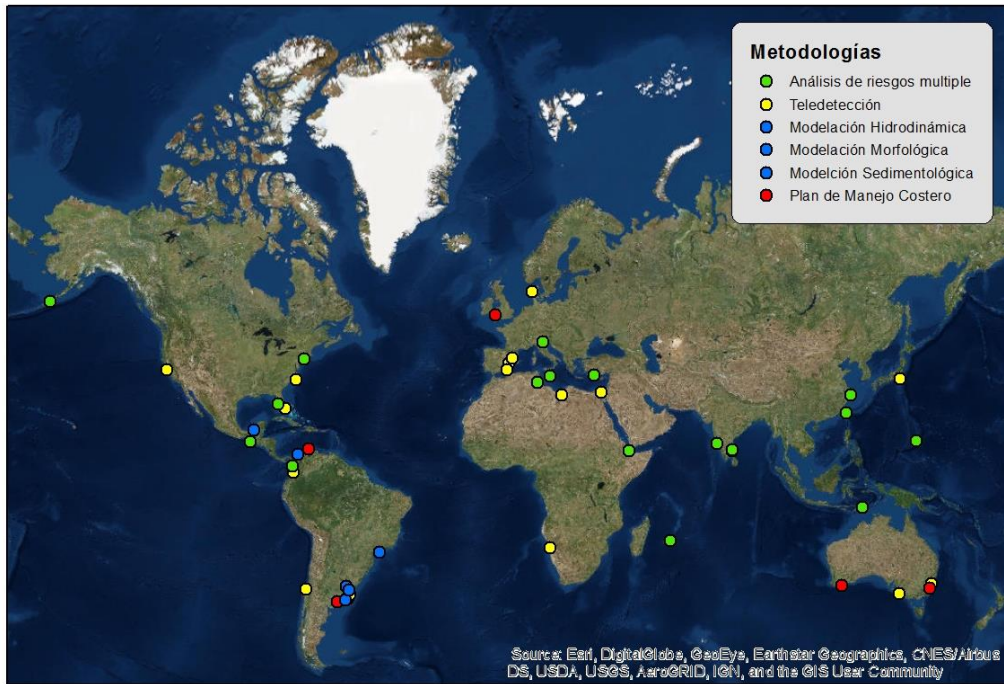 Metodologías
Análisis de riesgos multiple
Teledetección
Modelación Hidrodinámica
Modelación Morfológica
Modelción Sedimentológica
Plan de Manejo Costero
Source: Esri, DigitalGlobe, GeoEye, Earthstar Geographics, CNES/Airbus
DS, USDA, USGS, AeroGRID, IGN, and the GIS User Community